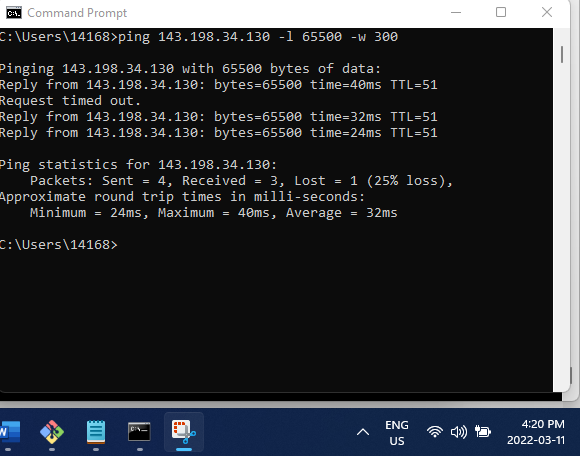 Command Prompt
C:\Users\14168>ping 143.198.34.130 -l 65500 -w 300
Pinging 143.198.34.130 with 65500 bytes of data:
Reply from 143.198.34.130: bytes=65500 time=40ms TTL=51
Request timed out.
Reply from 143.198.34.130: bytes=65500 time=32ms TTL=51
Reply from 143.198.34.130: bytes=65500 time=24ms TTL=51
Ping statistics for 143.198.34.130:
    Packets: Sent = 4, Received = 3, Lost = 1 (25% loss),
Approximate round trip times in milli-seconds:
    Minimum = 24ms, Maximum = 40ms, Average = 32ms
C:\Users\14168>
ENG
US
4:20 PM
2022-03-11